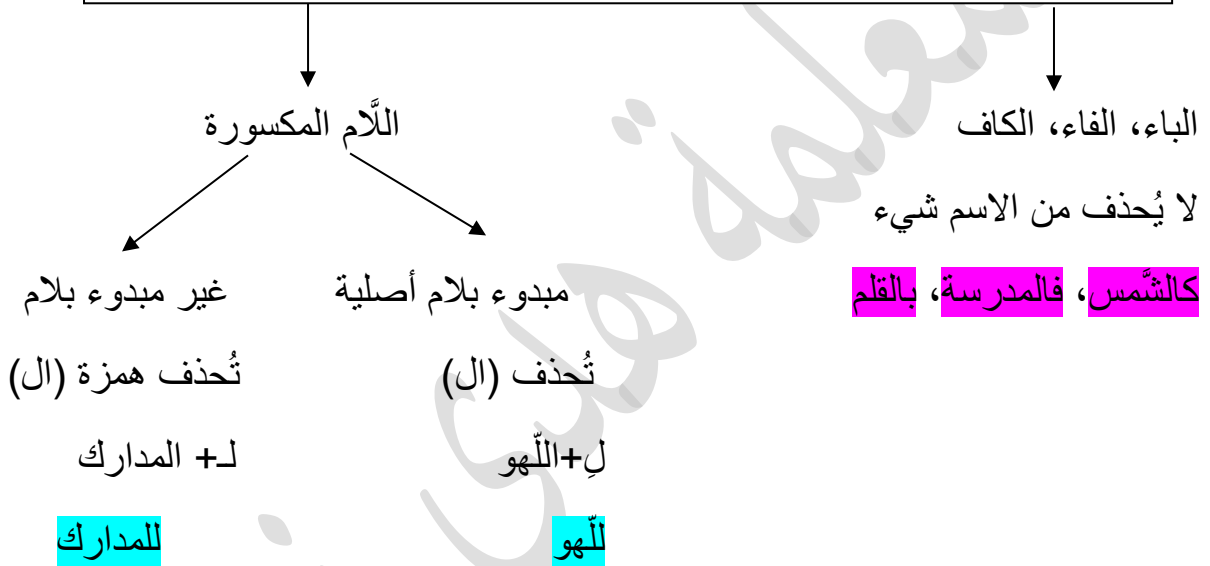 الباء، الفاء، الكاف
لا يُحذف من الاسم شيء
كالشَّمس، فالمدرسة، بالقلم
اللَّام المكسورة
مبدوء بلام أصلية
تُحذف (ال)
لِ+اللّهو
للّهو
غير مبدوء بلام
تُحذف همزة (ال)
لـ+ المدارك
للمدارك